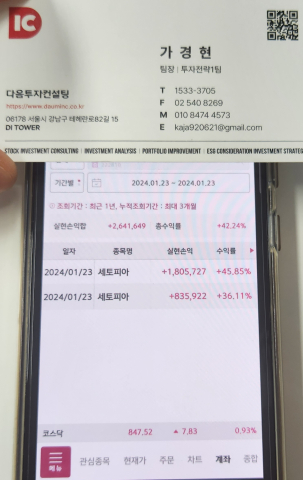 DIC
가 경 현
팀장 | 투자전략1팀
다움투자컨설팅
https://www.dauminc.co.kr
06178 서울시 강남구 테헤란로82길 15
DI TOWER
T 1533-3705
F 02 540 8269
M 010 8474 4573
E kaja920621@gmail.com
STOCK INVESTMENT CONSULTING | INVESTMENT ANALYSIS | PORTFOLIO IMPROVEMENT | ESG CONSIDERATION INVESTMENT STRATE
기간별 2024.01.23 ~ 2024.01.23
조회기간 : 최근 1년, 누적조회기간 : 최대 3개월
실현손익합 +2,641,649 총수익률 +42.24%
일자 종목명 실현손익 수익률
2024/01/23 세토피아 +1,805,727 +45.85%
2024/01/23 세토피아 +835,922 +36.11%
코스닥 847.52 ▲ 7.83 0.93%
메뉴 관심종목 현재가 주문 차트 계좌 종합